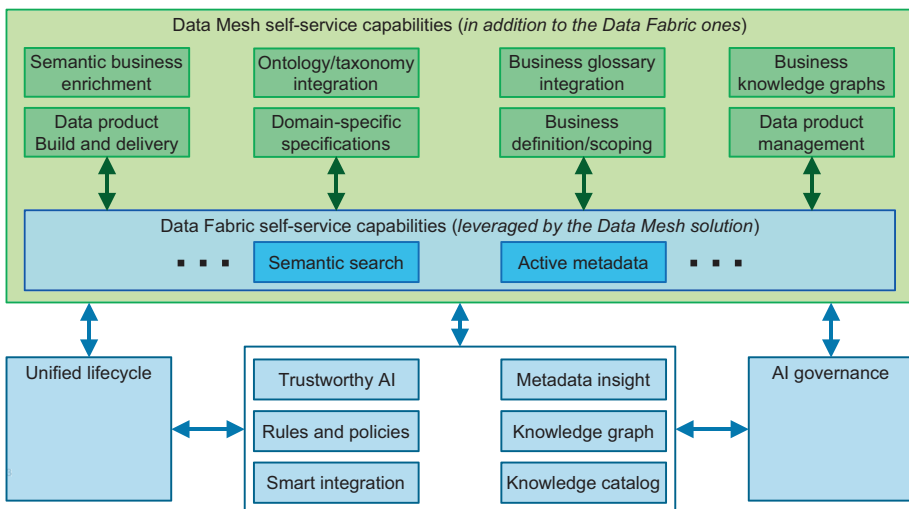 Data Mesh self-service capabilities (in addition to the Data Fabric ones)
Semantic business
enrichment
Ontology/taxonomy
integration
Business glossary
integration
Business
knowledge graphs
Data product
Build and delivery
Domain-specific
specifications
Business
definition/scoping
Data product
management
Data Fabric self-service capabilities (leveraged by the Data Mesh solution)
Semantic search
Active metadata
Unified lifecycle
Trustworthy AI
Metadata insight
AI governance
Rules and policies
Knowledge graph
Smart integration
Knowledge catalog